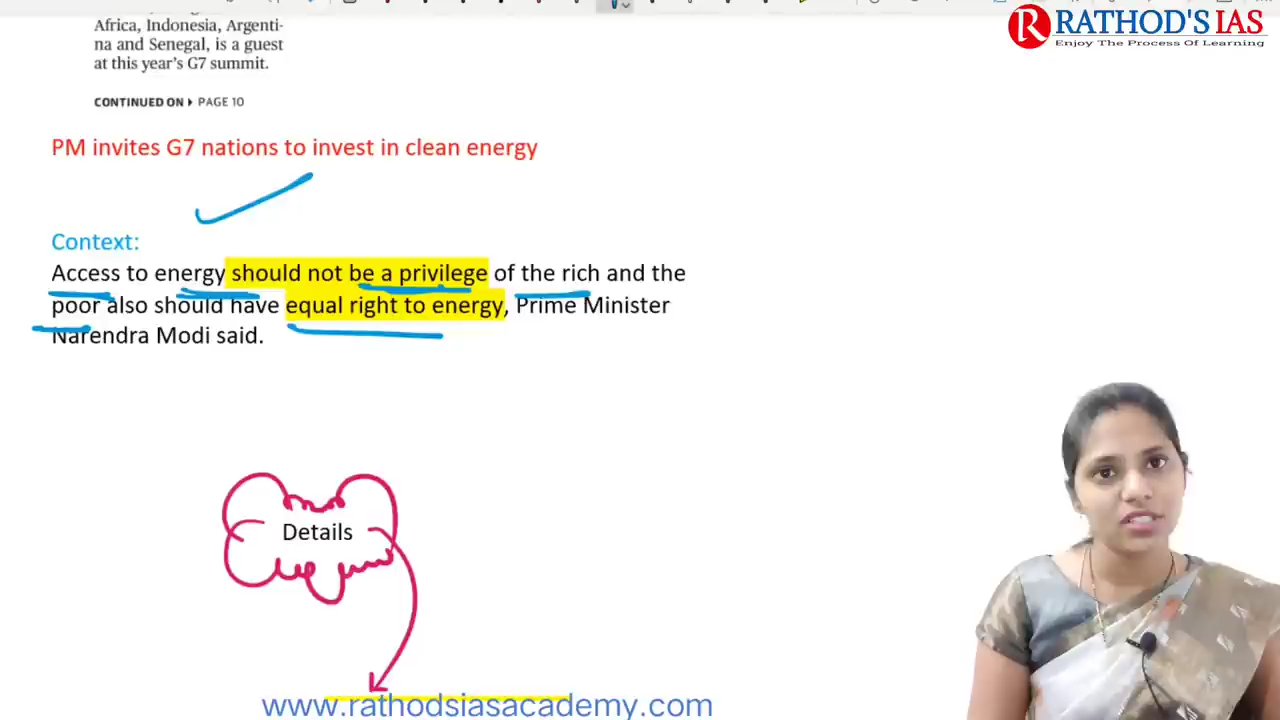 Africa, Indonesia, Argenti-
na and Senegal, is a guest
at this year's G7 summit.
CONTINUED ON PAGE 10
R RATHOD'S IAS
Enjoy The Process Of Learning
PM invites G7 nations to invest in clean energy
Context:
Access to energy should not be a privilege of the rich and the
poor also should have equal right to energy, Prime Minister
Narendra Modi said.
Details
www.rathodsiasacademy.com